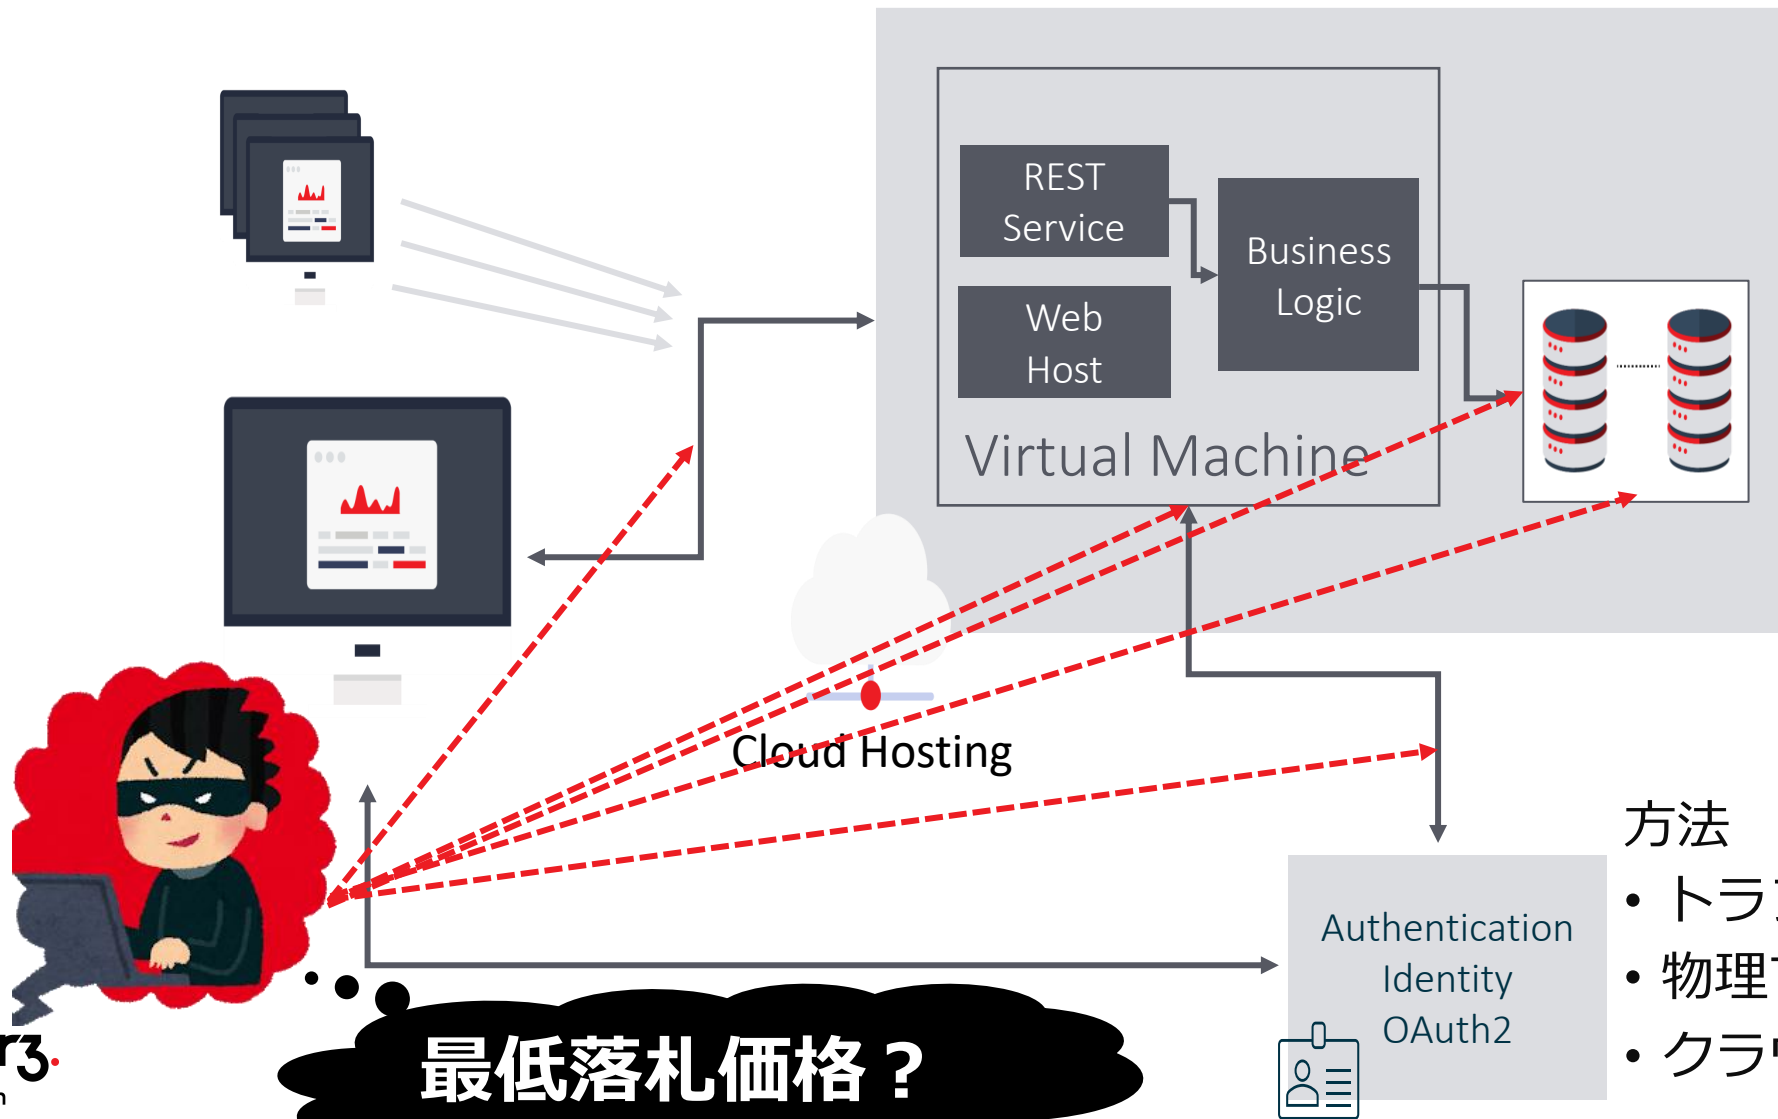 REST
Service
Web
Host
Business
Logic
Virtual Machine
Cloud Hosting
Authentication
Identity
OAuth2
方法
• トラ
• 物理
• クラ
最低落札価格？
r3.